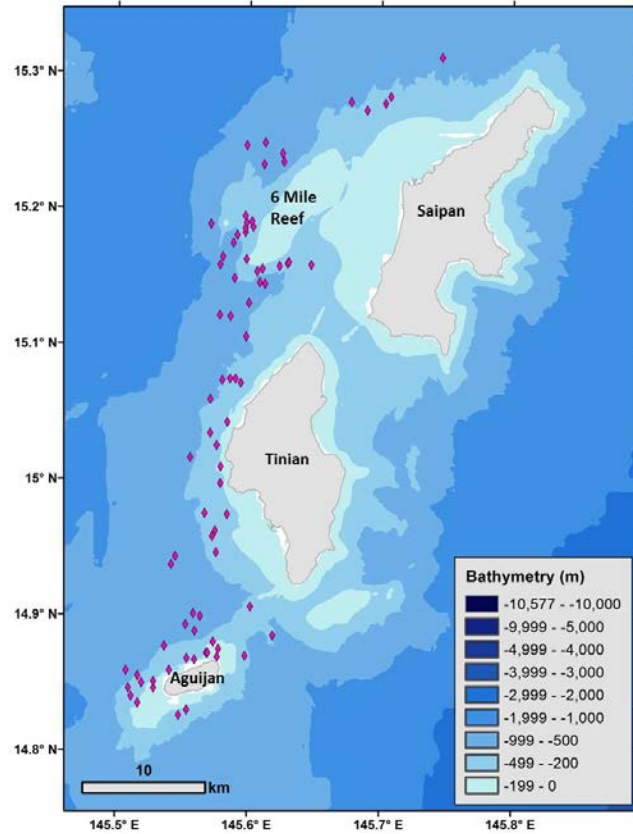 15.3° N
15.2° N
15.1° N
15° N
14.9° N
14.8° N
6 Mile
Reef
Saipan
Tinian
Aguijan
Bathymetry (m)
-10,577 - -10,000
-9,999 - -5,000
-4,999 - -4,000
-3,999 - -3,000
-2,999 - -2,000
-1,999 - -1,000
-999 - -500
-499 - -200
-199 - 0
10
km
145.5° E
145.6° E
145.7° E
145.8° E